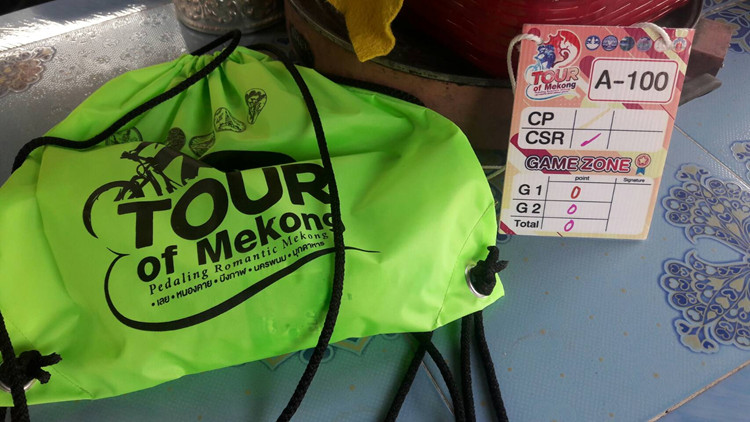 TOUR
of Mekong
Pedaling Romantic Mekong
• เลย • หนองคาย • บึงกาฬ • นครพนม • มุกดาหาร
TOUR
of Mekong
A-100
CP
CSR
GAME ZONE
point Signature
G 1 0
G 2 0
Total 0